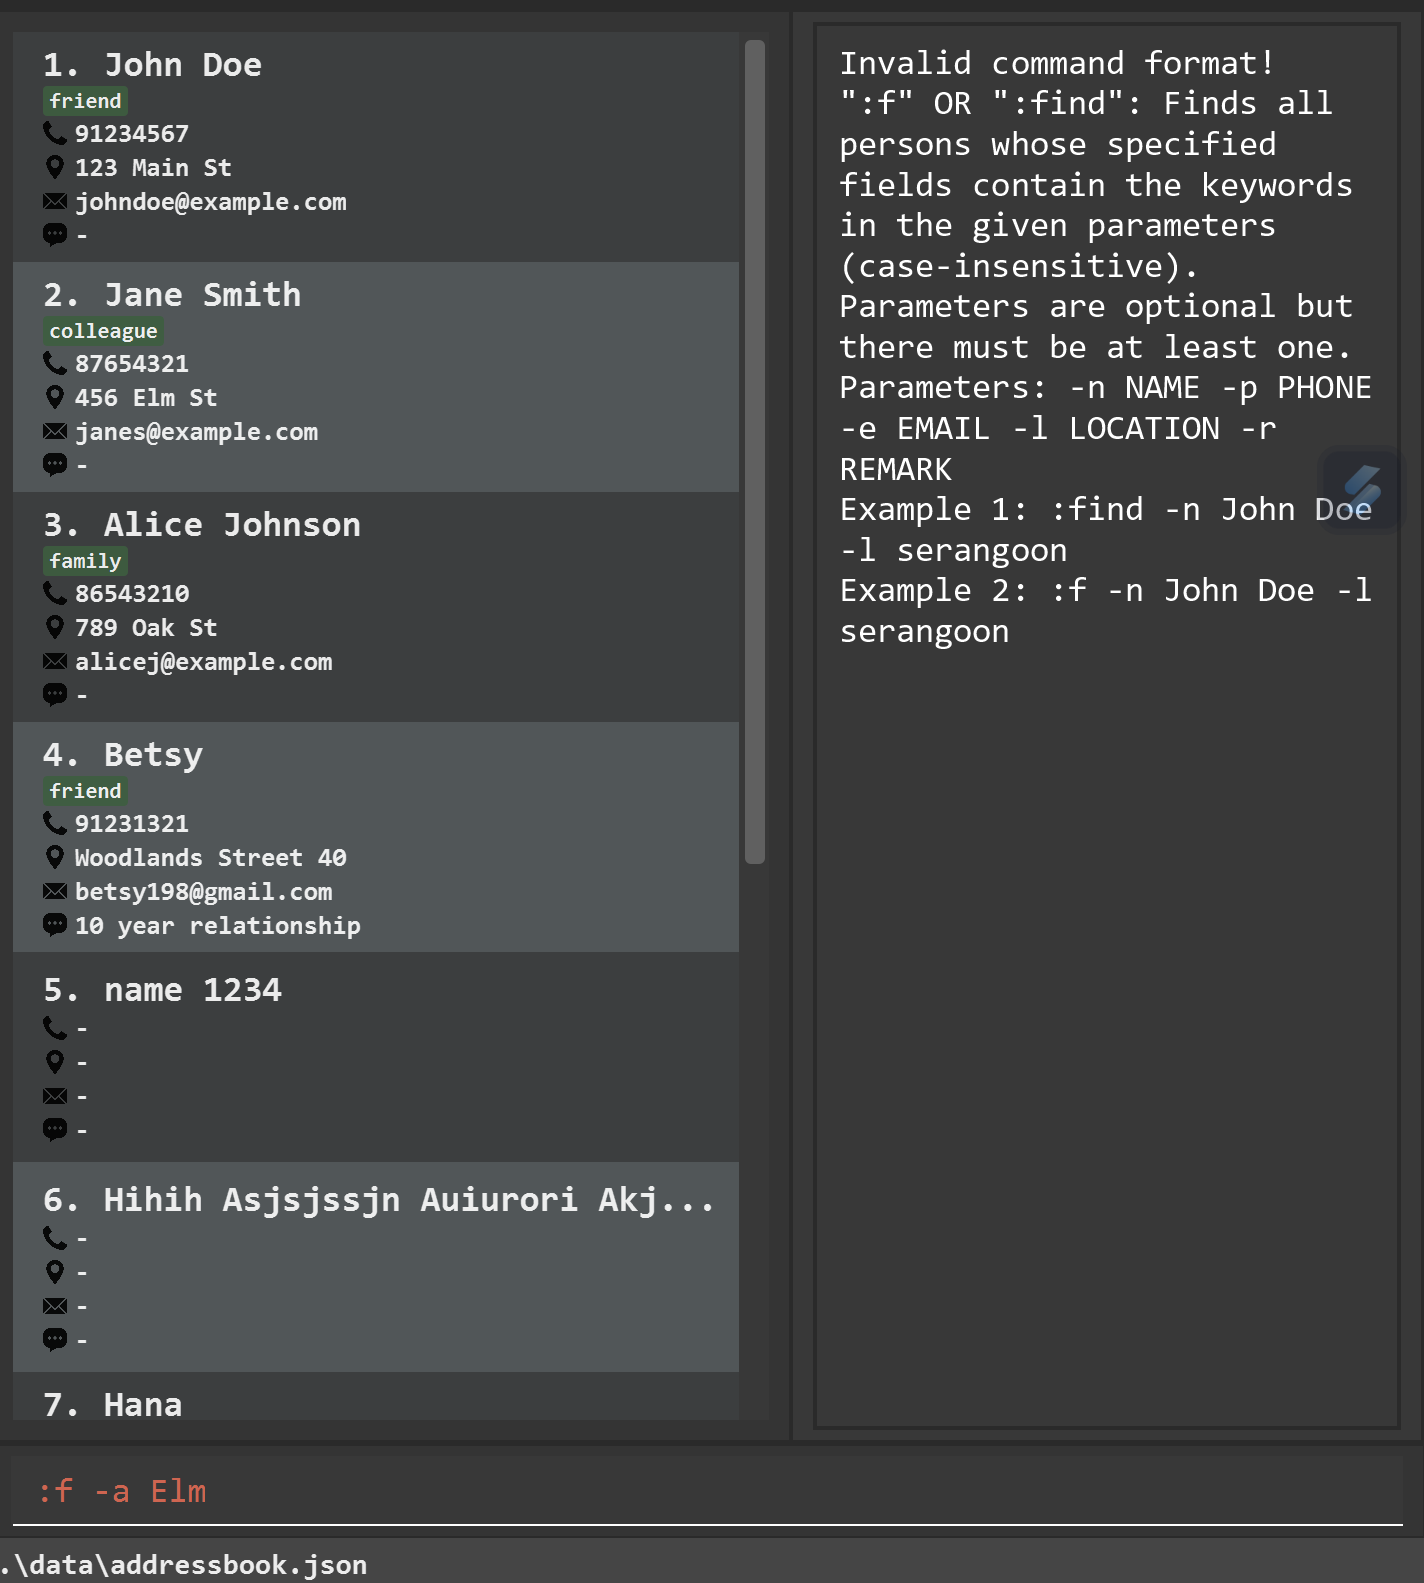 1. John Doe
friend
91234567
123 Main St
johndoe@example.com
-
2. Jane Smith
colleague
87654321
456 Elm St
janes@example.com
-
3. Alice Johnson
family
86543210
789 Oak St
alicej@example.com
-
4. Betsy
friend
91231321
Woodlands Street 40
betsy198@gmail.com
10 year relationship
5. name 1234
-
-
-
-
6. Hihih Asjsjssjn Auiurori Akj...
-
-
-
-
7. Hana
Invalid command format!
":f" OR ":find": Finds all
persons whose specified
fields contain the keywords
in the given parameters
(case-insensitive).
Parameters are optional but
there must be at least one.
Parameters: -n NAME -p PHONE
-e EMAIL -l LOCATION -r
REMARK
Example 1: :find -n John Doe
-l serangoon
Example 2: :f -n John Doe -l
serangoon
:f -a Elm
.\data\addressbook.json